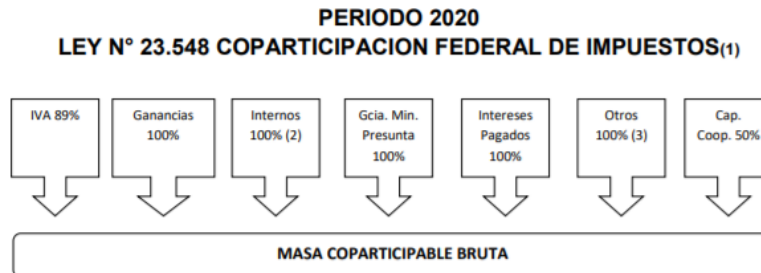 PERIODO 2020
LEY N° 23.548 COPARTICIPACION FEDERAL DE IMPUESTOS(1)
IVA 89%
Ganancias
100%
Internos
100% (2)
Gcia. Min.
Presunta
100%
Intereses
Pagados
100%
Otros
100% (3)
Cap.
Coop. 50%
MASA COPARTICIPABLE BRUTA